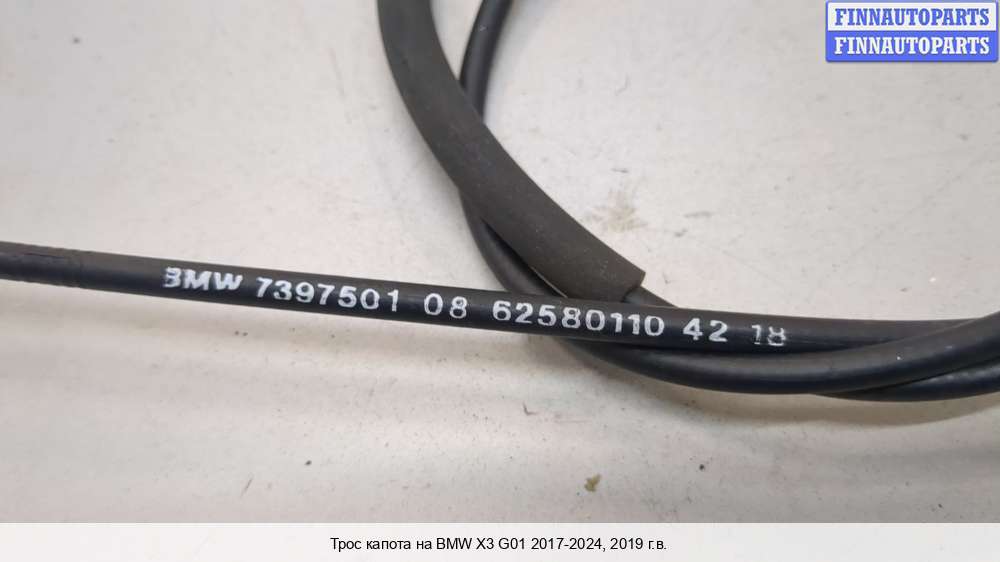 FINNAUTOPARTS
FINNAUTOPARTS
BMW 7397501 08 62580110 42 18
Трос капота на BMW X3 G01 2017-2024, 2019 г.в.